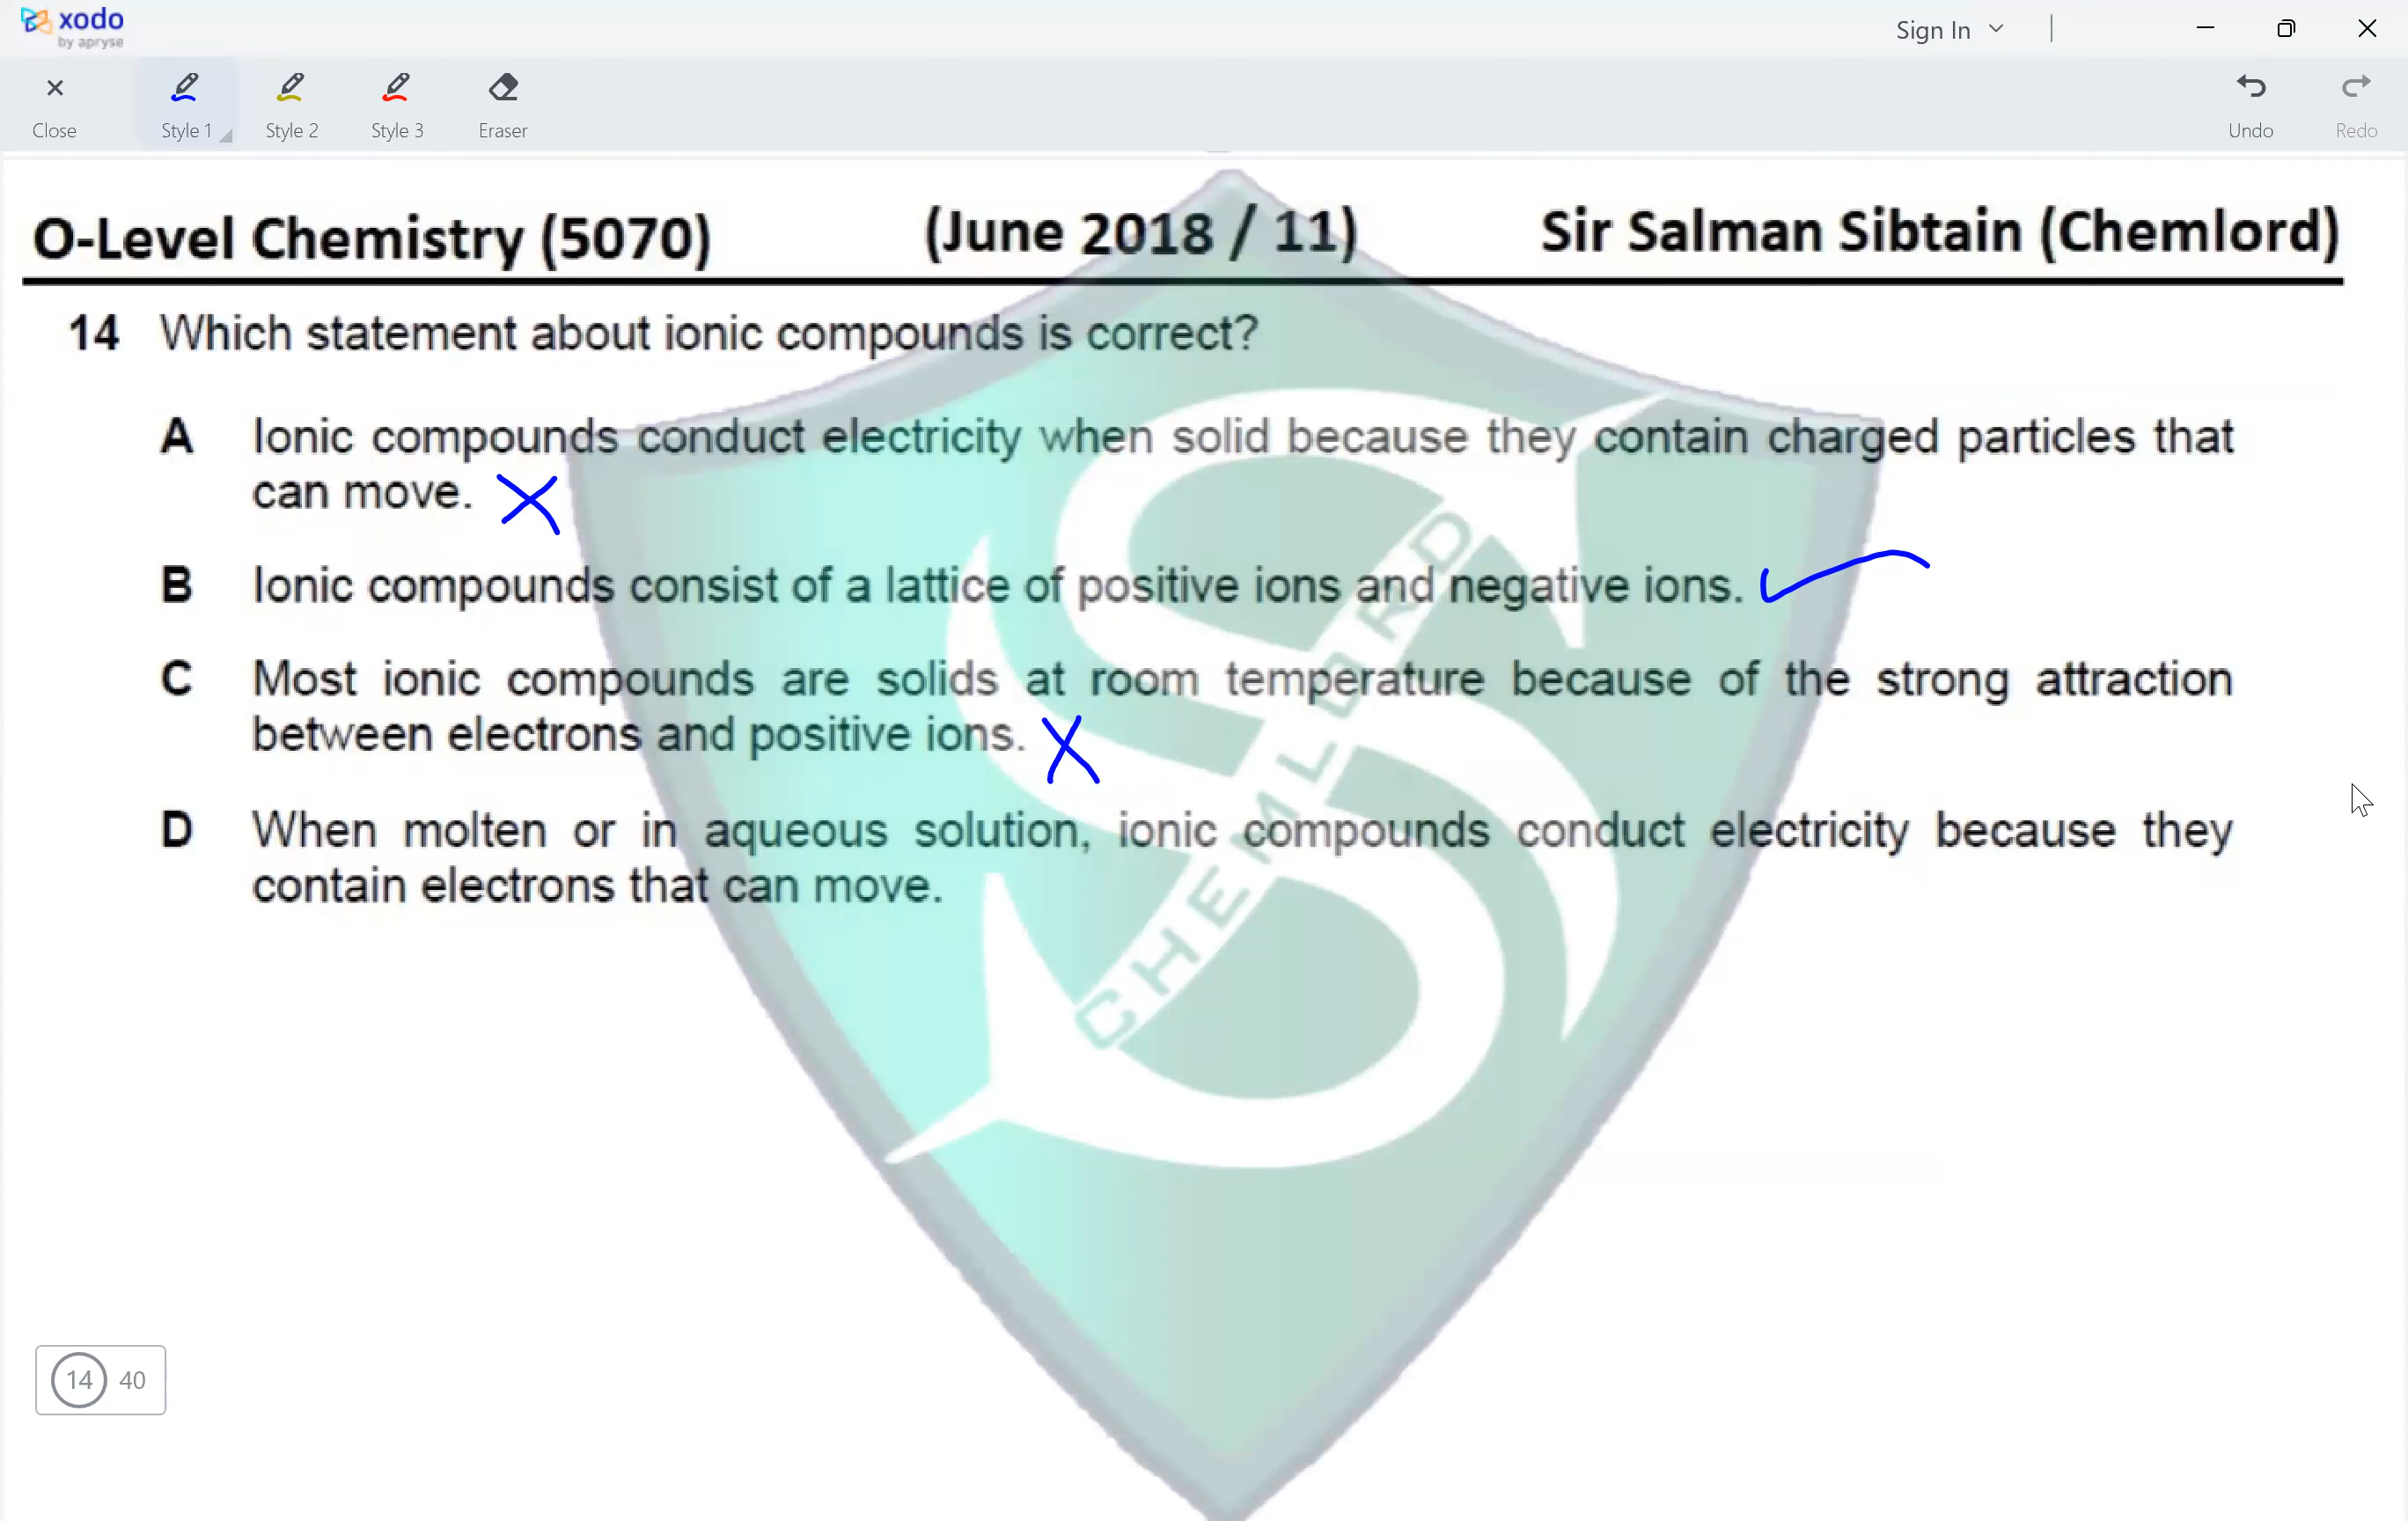 xodo
by apryse
Sign In
Close
Style 1
Style 2
Style 3
Eraser
Undo
Redo
O-Level Chemistry (5070) (June 2018 / 11) Sir Salman Sibtain (Chemlord)
14 Which statement about ionic compounds is correct?
A Ionic compounds conduct electricity when solid because they contain charged particles that
can move.
B Ionic compounds consist of a lattice of positive ions and negative ions.
C Most ionic compounds are solids at room temperature because of the strong attraction
between electrons and positive ions.
D When molten or in aqueous solution, ionic compounds conduct electricity because they
contain electrons that can move.
CHEMLORD
14 40